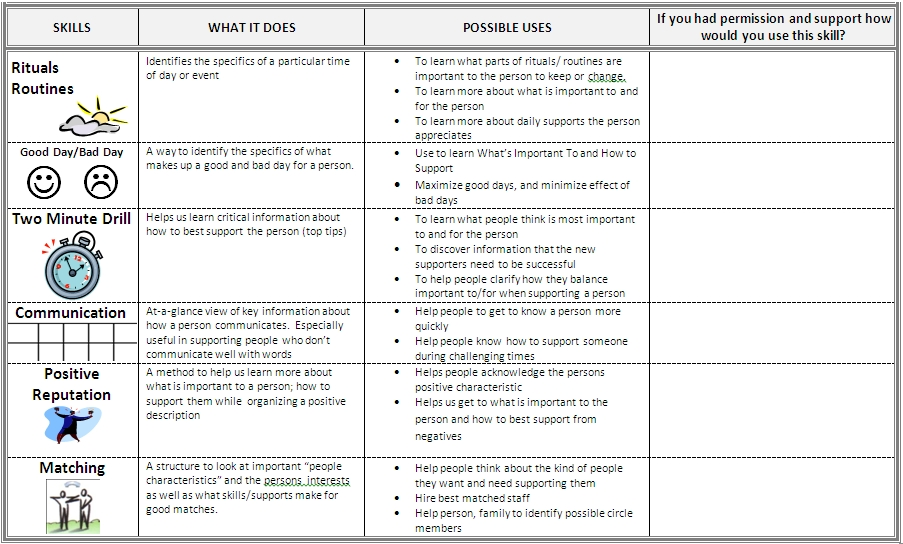 SKILLS
WHAT IT DOES
POSSIBLE USES
If you had permission and support how
would you use this skill?
Rituals
Routines
Identifies the specifics of a particular time
of day or event
• To learn what parts of rituals/ routines are
important to the person to keep or change.
• To learn more about what is important to and
for the person
• To learn more about daily supports the person
appreciates
Good Day/Bad Day
A way to identify the specifics of what
makes up a good and bad day for a person.
• Use to learn What's Important To and How to
Support
• Maximize good days, and minimize effect of
bad days
Two Minute Drill
Helps us learn critical information about
how to best support the person (top tips)
• To learn what people think is most important
to and for the person
• To discover information that the new
supporters need to be successful
• To help people clarify how they balance
important to/for when supporting a person
Communication
At-a-glance view of key information about
how a person communicates. Especially
useful in supporting people who don't
communicate well with words
• Help people to get to know a person more
quickly
• Help people know how to support someone
during challenging times
Positive
Reputation
A method to help us learn more about
what is important to a person; how to
support them while organizing a positive
description
• Helps people acknowledge the persons
positive characteristic
• Helps us get to what is important to the
person and how to best support from
negatives
Matching
A structure to look at important "people
characteristics" and the persons interests
as well as what skills/supports make for
good matches.
• Help people think about the kind of people
they want and need supporting them
• Hire best matched staff
• Help person, family to identify possible circle
members